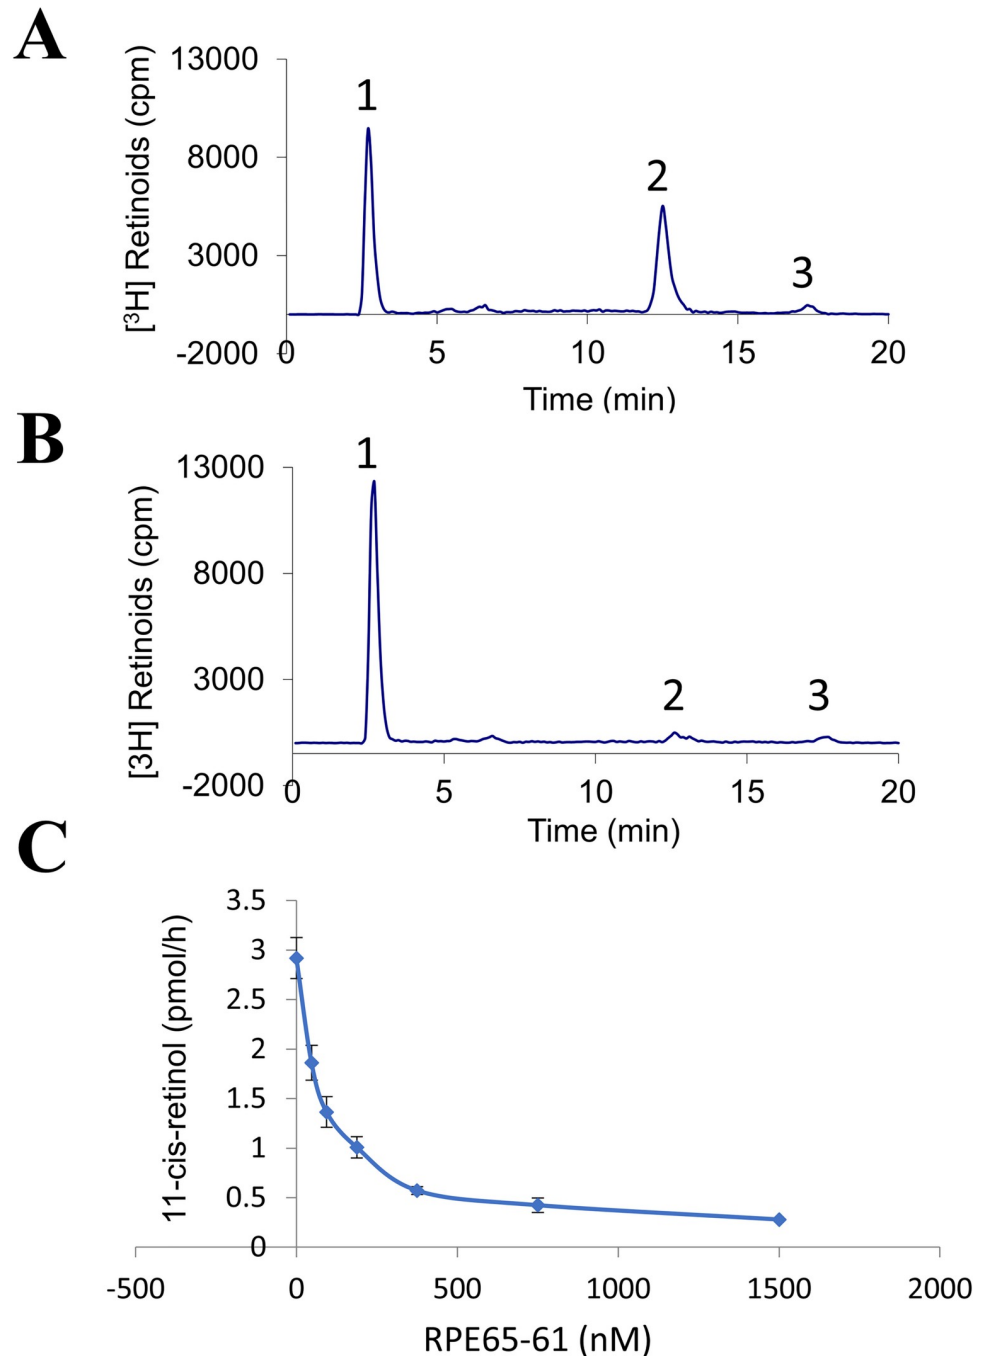 A
[³H] Retinoids (cpm)
13000
8000
3000
-2000
1
2
3
0 5 10 15 20
Time (min)
B
[3H] Retinoids (cpm)
13000
8000
3000
-2000
1
2
3
0 5 10 15 20
Time (min)
C
11-cis-retinol (pmol/h)
3.5
3
2.5
2
1.5
1
0.5
0
-500 0 500 1000 1500 2000
RPE65-61 (nM)